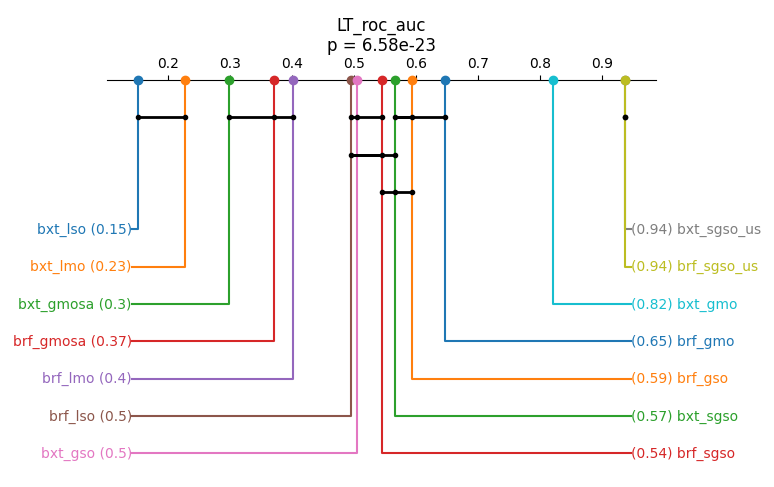 LT_roc_auc
p = 6.58e-23
0.2 0.3 0.4 0.5 0.6 0.7 0.8 0.9
bxt_lso (0.15) (0.94) bxt_sgso_us
bxt_lmo (0.23) (0.94) brf_sgso_us
bxt_gmosa (0.3) (0.82) bxt_gmo
brf_gmosa (0.37) (0.65) brf_gmo
brf_lmo (0.4) (0.59) brf_gso
brf_lso (0.5) (0.57) bxt_sgso
bxt_gso (0.5) (0.54) brf_sgso